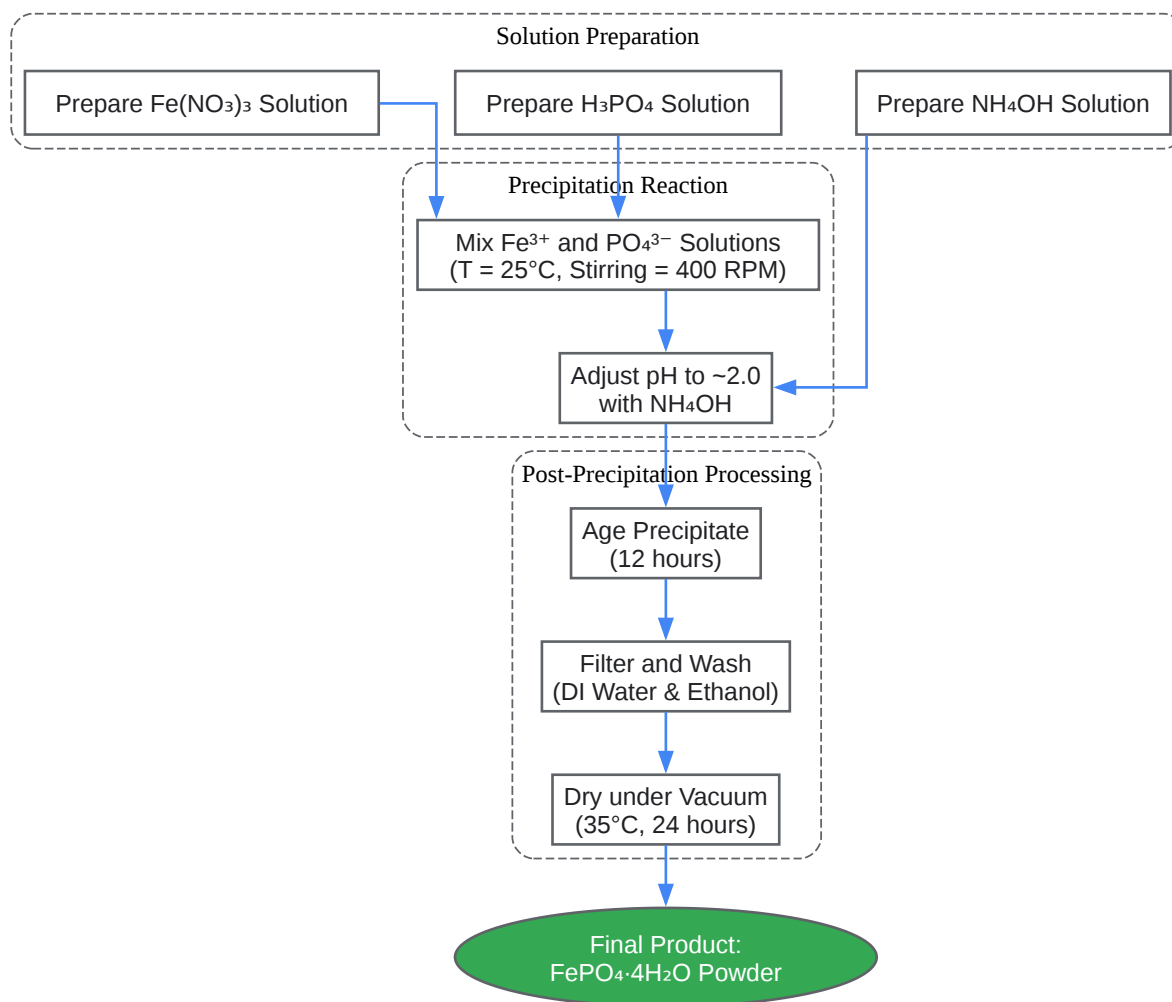 Solution Preparation
Prepare Fe(NO₃)₃ Solution
Prepare H₃PO₄ Solution
Prepare NH₄OH Solution
Precipitation Reaction
Mix Fe³⁺ and PO₄³⁻ Solutions
(T = 25°C, Stirring = 400 RPM)
Adjust pH to ~2.0
with NH₄OH
Post-Precipitation Processing
Age Precipitate
(12 hours)
Filter and Wash
(DI Water & Ethanol)
Dry under Vacuum
(35°C, 24 hours)
Final Product:
FePO₄·4H₂O Powder